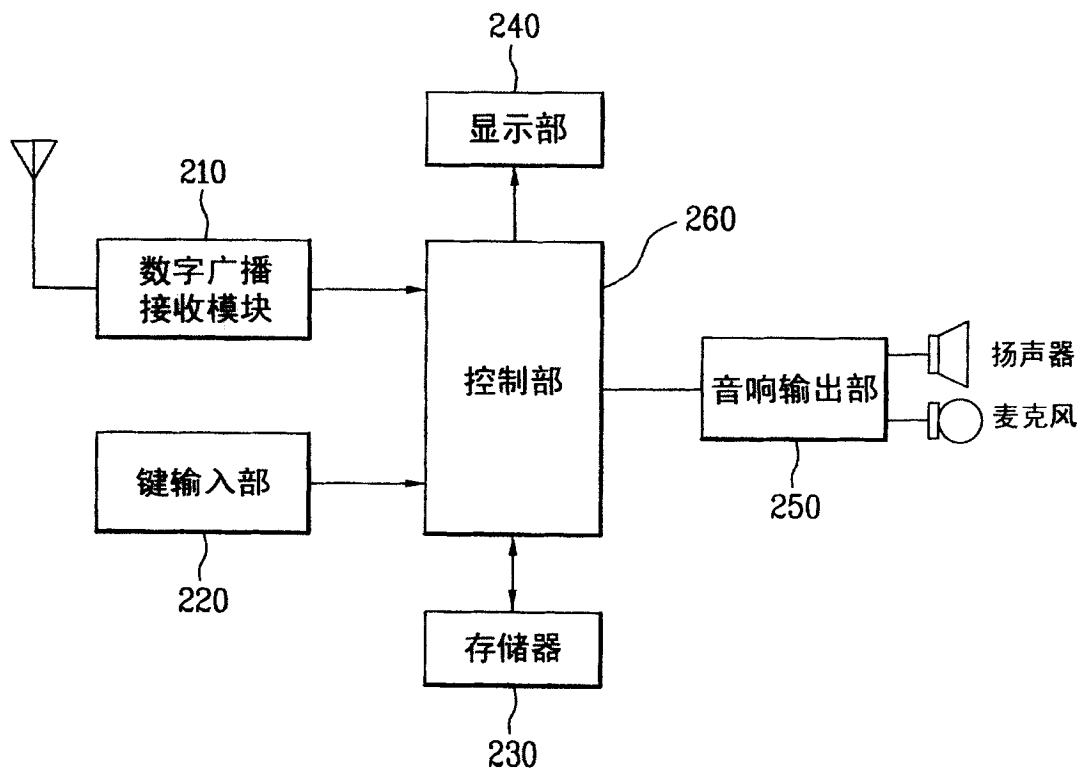 240
显示部
210
数字广播
接收模块
260
控制部
音响输出部
扬声器
麦克风
250
键输入部
220
存储器
230